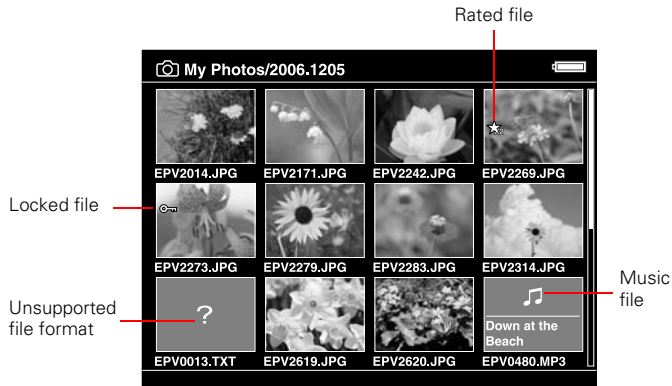 Rated file
My Photos/2006.1205
EPV2014.JPG EPV2171.JPG EPV2242.JPG EPV2269.JPG
Locked file
EPV2273.JPG EPV2279.JPG EPV2283.JPG EPV2314.JPG
Unsupported
file format
?
Down at the
Beach
Music
file
EPV0013.TXT EPV2619.JPG EPV2620.JPG EPV0480.MP3